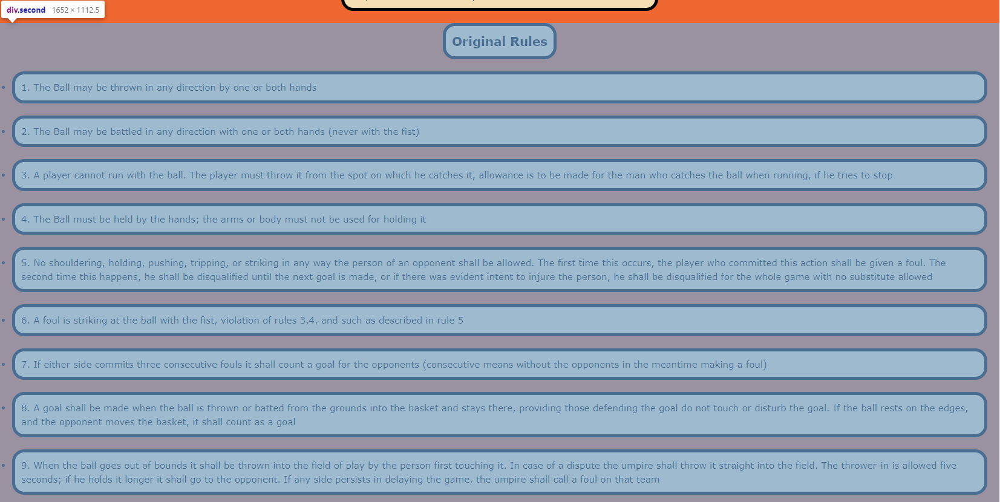 div.second 1652 × 1112.5
Original Rules
1. The Ball may be thrown in any direction by one or both hands
2. The Ball may be battled in any direction with one or both hands (never with the fist)
3. A player cannot run with the ball. The player must throw it from the spot on which he catches it, allowance is to be made for the man who catches the ball when running, if he tries to stop
4. The Ball must be held by the hands; the arms or body must not be used for holding it
5. No shouldering, holding, pushing, tripping, or striking in any way the person of an opponent shall be allowed. The first time this occurs, the player who committed this action shall be given a foul. The
second time this happens, he shall be disqualified until the next goal is made, or if there was evident intent to injure the person, he shall be disqualified for the whole game with no substitute allowed
6. A foul is striking at the ball with the fist, violation of rules 3,4, and such as described in rule 5
7. If either side commits three consecutive fouls it shall count a goal for the opponents (consecutive means without the opponents in the meantime making a foul)
8. A goal shall be made when the ball is thrown or batted from the grounds into the basket and stays there, providing those defending the goal do not touch or disturb the goal. If the ball rests on the edges,
and the opponent moves the basket, it shall count as a goal
9. When the ball goes out of bounds it shall be thrown into the field of play by the person first touching it. In case of a dispute the umpire shall throw it straight into the field. The thrower-in is allowed five
seconds; if he holds it longer it shall go to the opponent. If any side persists in delaying the game, the umpire shall call a foul on that team